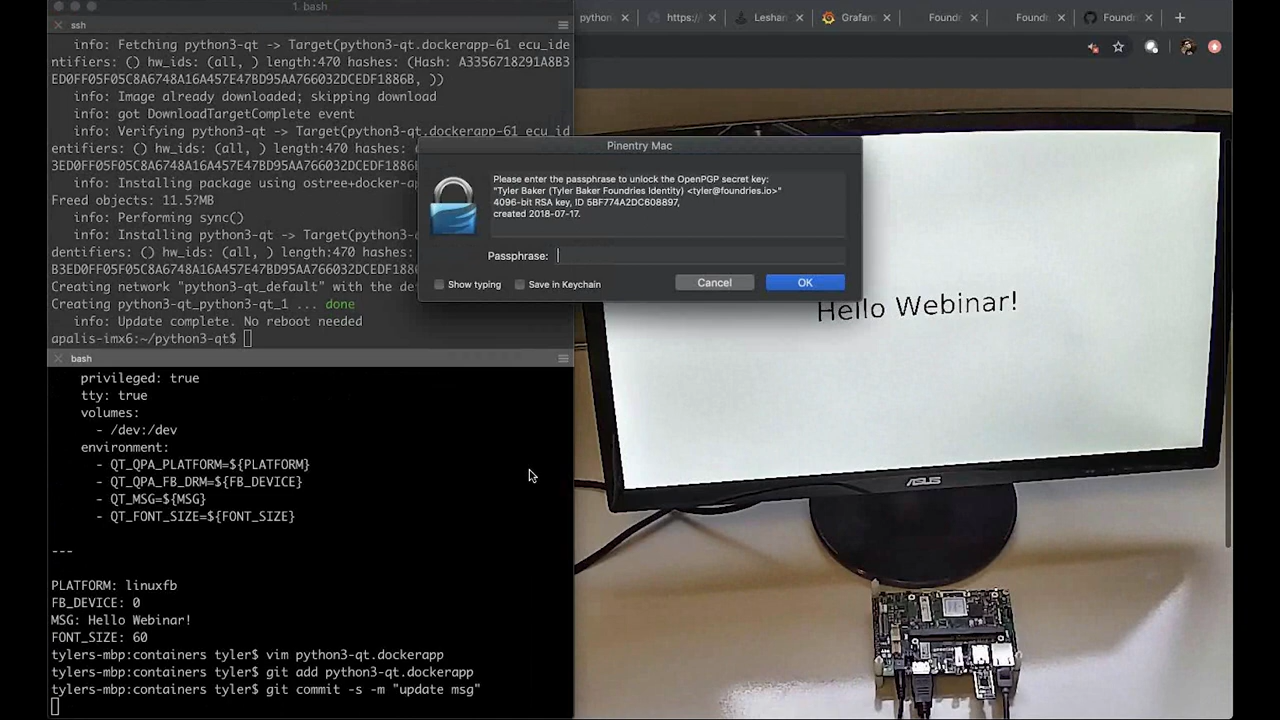 1. bash
ssh
python
https:/
Leshan
Grafan
Foundr
Foundr
Foundr
info: Fetching python3-qt -> Target(python3-qt.dockerapp-61 ecu_ide
ntifiers: () hw_ids: (all, ) length:470 hashes: (Hash: A3356718291A8B3
ED0FF05F05C8A6748A16A457E47BD95AA766032DCEDF1886B, ))
info: Image already downloaded; skipping download
info: got DownloadTargetComplete event
info: Verifying python3-qt -> Target(python3-qt.dockerapp-61 ecu_id
entifiers: () hw_ids: (all, ) length:470 hashes
3ED0FF05F05C8A6748A16A457E47BD95AA766032DCEDF1886
info: Installing package using ostree+docker-ap
Freed objects: 11.5?MB
info: Performing sync()
info: Installing python3-qt -> Target(python3-q
dentifiers: () hw_ids: (all, ) length:470 hashe
B3ED0FF05F05C8A6748A16A457E47BD95AA766032DCEDF1886
Creating network "python3-qt_default" with the de
Creating python3-qt_python3-qt_1 ... done
info: Update complete. No reboot needed
apalis-imx6:~/python3-qt$
Pinentry Mac
Please enter the passphrase to unlock the OpenPGP secret key:
"Tyler Baker (Tyler Baker Foundries Identity) <tyler@foundries.io>"
4096-bit RSA key, ID 5BF774A2DC608897,
created 2018-07-17.
Passphrase:
Show typing
Save in Keychain
Cancel
OK
bash
privileged: true
tty: true
volumes:
- /dev:/dev
environment:
- QT_QPA_PLATFORM=${PLATFORM}
- QT_QPA_FB_DRM=${FB_DEVICE}
- QT_MSG=${MSG}
- QT_FONT_SIZE=${FONT_SIZE}
---
PLATFORM: linuxfb
FB_DEVICE: 0
MSG: Hello Webinar!
FONT_SIZE: 60
tylers-mbp:containers tyler$ vim python3-qt.dockerapp
tylers-mbp:containers tyler$ git add python3-qt.dockerapp
tylers-mbp:containers tyler$ git commit -s -m "update msg"
Hello Webinar!
ASUS